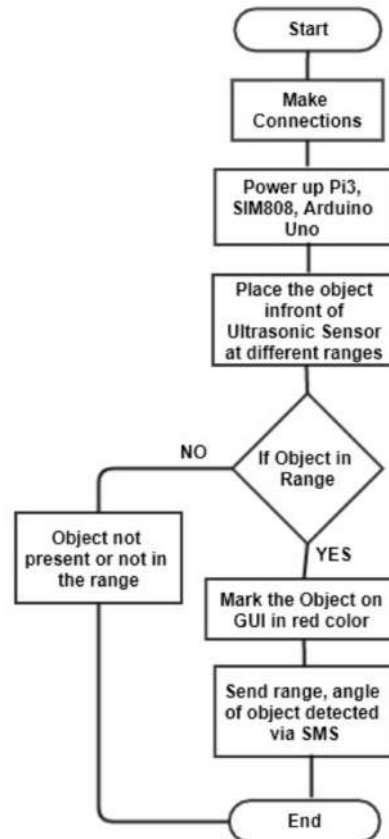 Start
Make
Connections
Power up Pi3,
SIM808, Arduino
Uno
Place the object
infront of
Ultrasonic Sensor
at different ranges
If Object in
Range
NO
YES
Object not
present or not in
the range
Mark the Object on
GUI in red color
Send range, angle
of object detected
via SMS
End